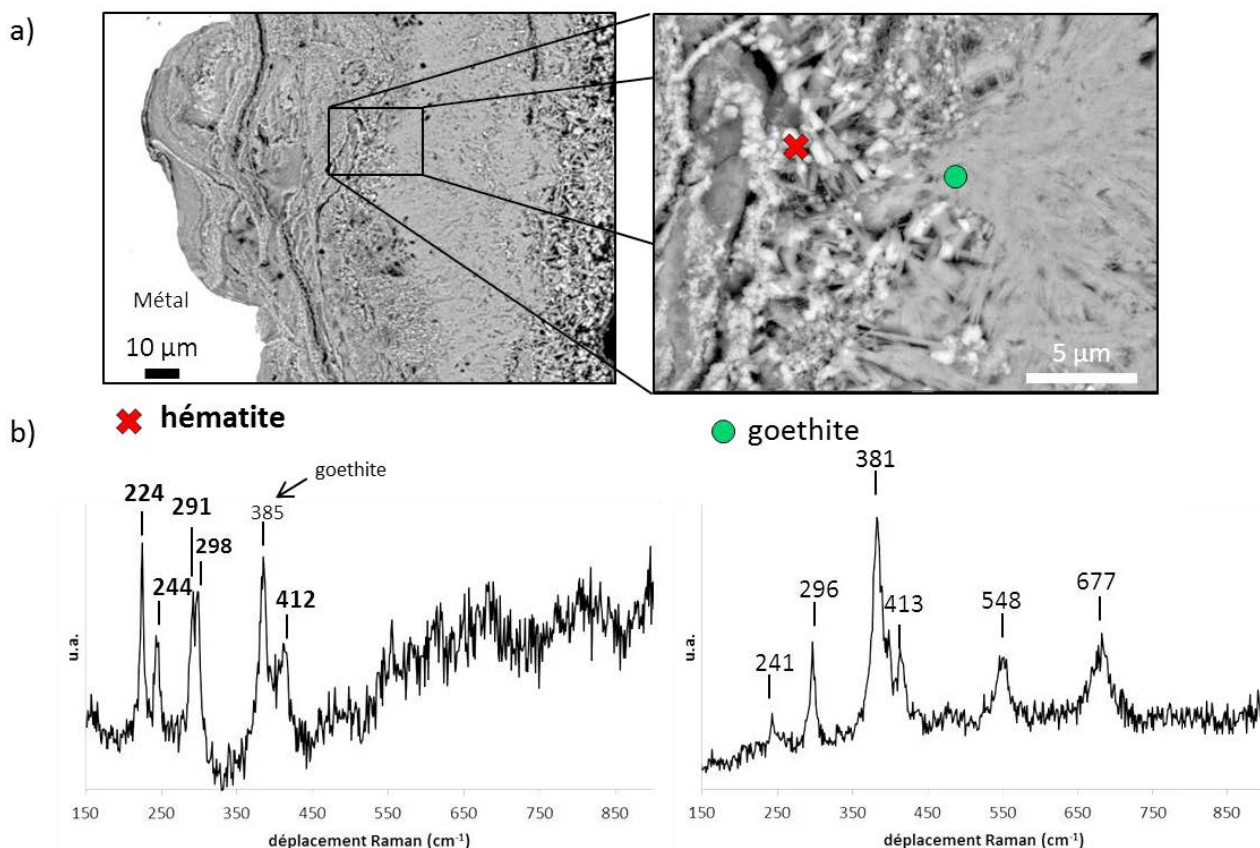 a)
Métal
10 µm
5 µm
b)
hématite
goethite
224
291
298
244
goethite
385
412
u.a.
150 250 350 450 550 650 750 850
déplacement Raman (cm-1)
381
296
413
241
548
677
u.a.
150 250 350 450 550 650 750 850
déplacement Raman (cm-1)